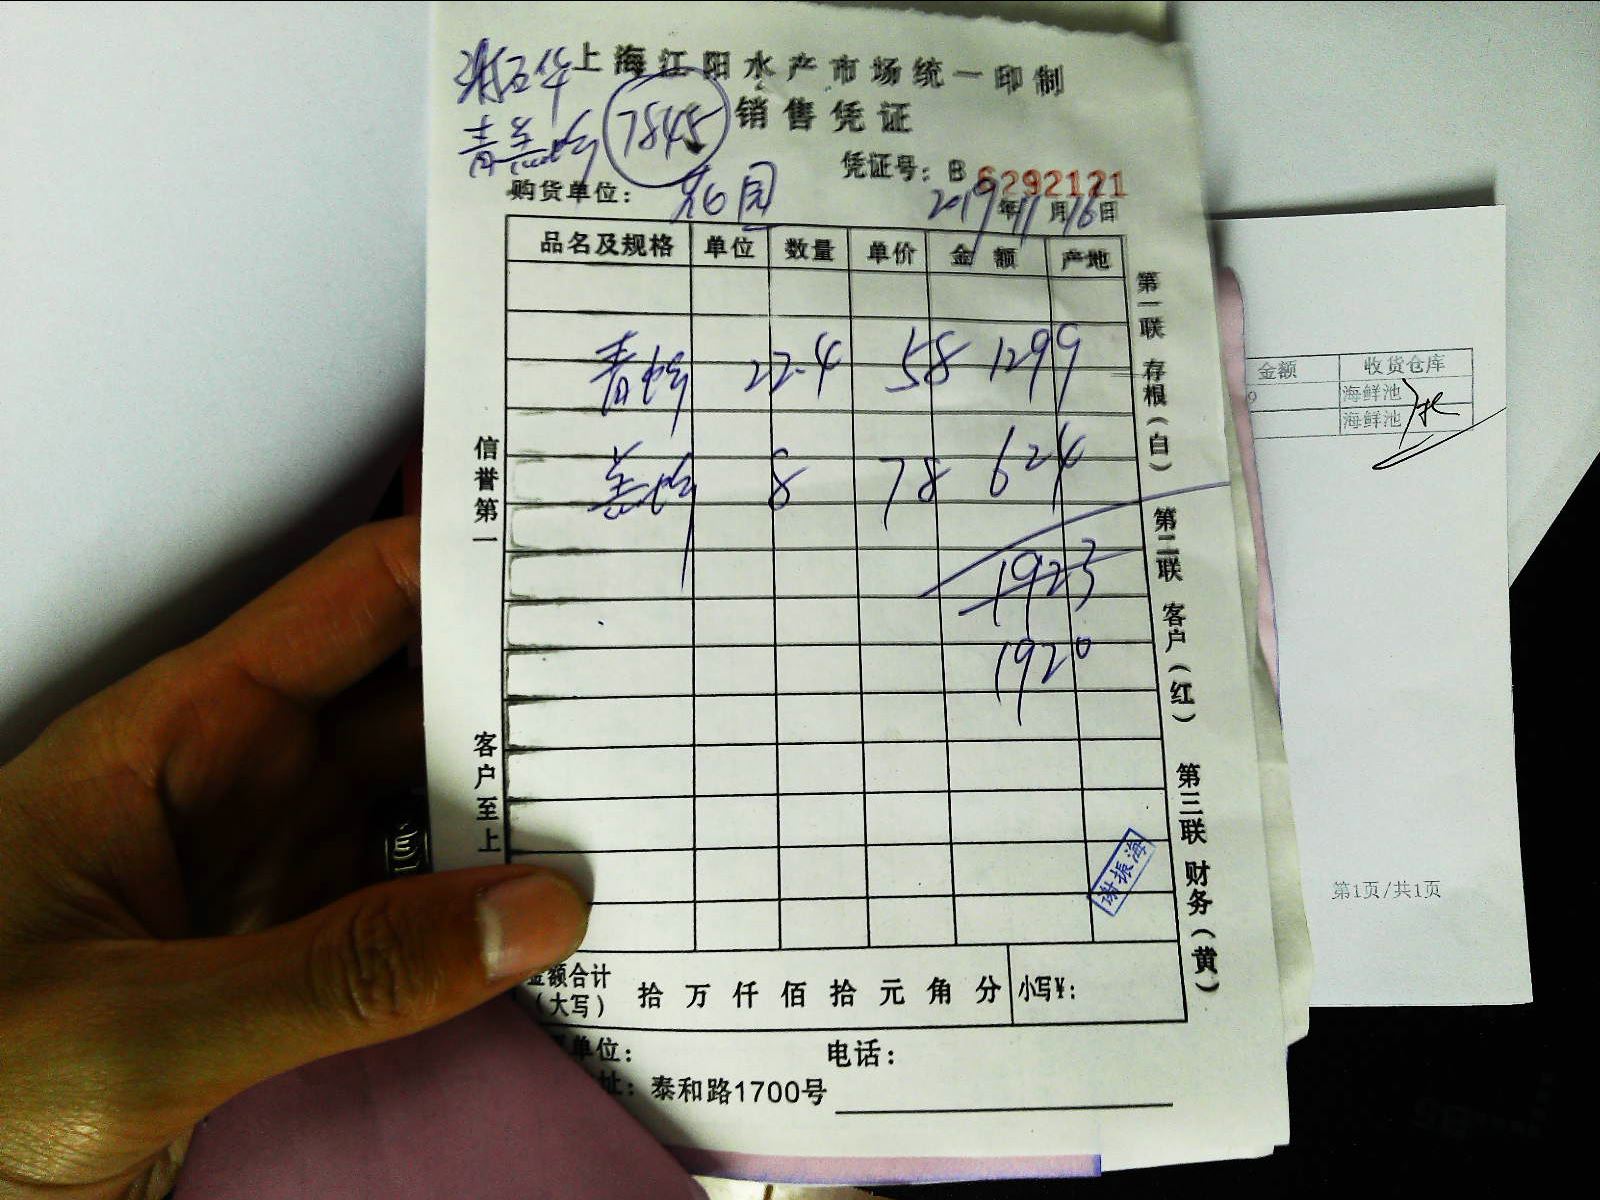 上海江阳水产市场统一印制
7845
销售凭证
凭证号：B 6292121
购货单位：
2019年11月16日
品名及规格 单位 数量 单价 金额 产地
青 22.4 58 1299
8 78 624
1923
1920
金额合计（大写） 拾 万 仟 佰 拾 元 角 分 小写¥：
单位： 电话：
址：泰和路1700号
信誉第一
客户至上
第一联 存根（白）
第二联 客户（红）
第三联 财务（黄）
谢振海
金额 收货仓库
9 海鲜池
海鲜池
第1页/共1页